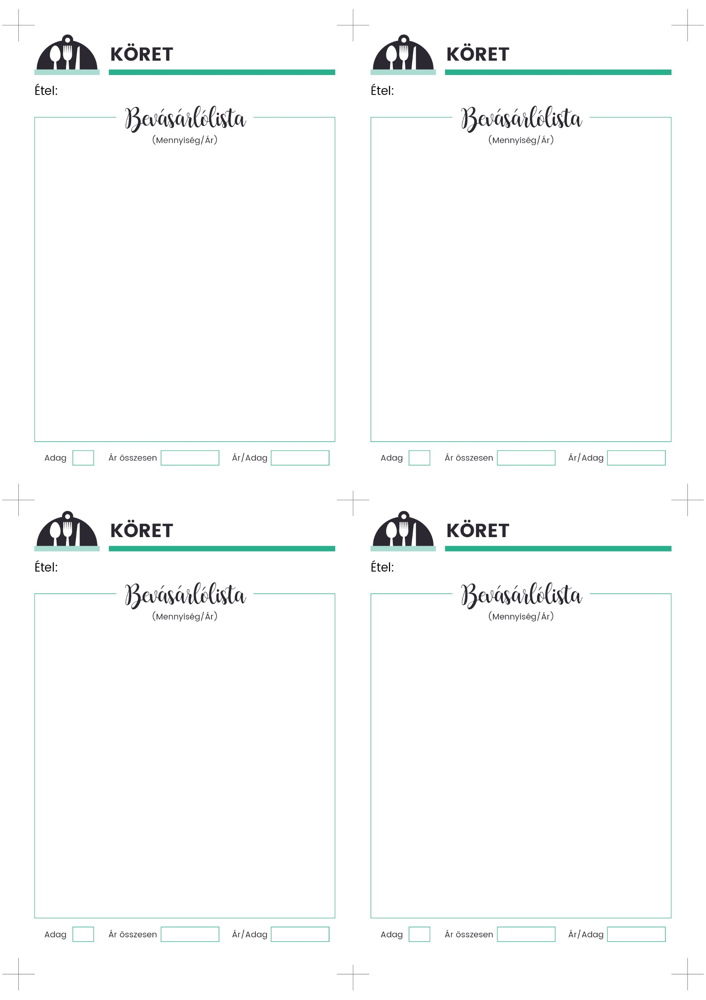 KÖRET
Étel:
Bevásárlólista
(Mennyiség/Ár)
Adag Ár összesen Ár/Adag
KÖRET
Étel:
Bevásárlólista
(Mennyiség/Ár)
Adag Ár összesen Ár/Adag
KÖRET
Étel:
Bevásárlólista
(Mennyiség/Ár)
Adag Ár összesen Ár/Adag
KÖRET
Étel:
Bevásárlólista
(Mennyiség/Ár)
Adag Ár összesen Ár/Adag